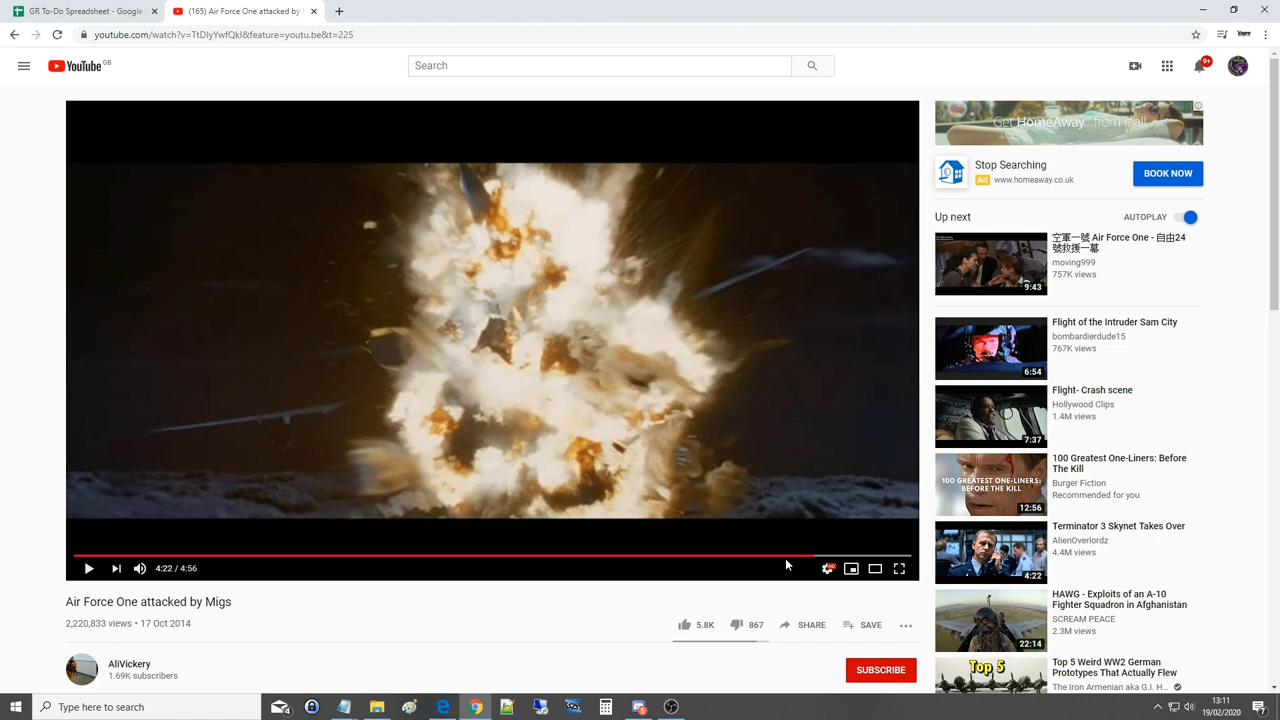 GR To-Do Spreadsheet - Google
(165) Air Force One attacked by
youtube.com/watch?v=TtDIyYwfQkI&feature=youtu.be&t=225
YouTube GB
Search
9+
Get HomeAway from it all
Stop Searching
Ad www.homeaway.co.uk
BOOK NOW
Up next
AUTOPLAY
空軍一號 Air Force One - 自由24
號救援一幕
moving999
757K views
9:43
Flight of the Intruder Sam City
bombardierdude15
767K views
6:54
Flight- Crash scene
Hollywood Clips
1.4M views
7:37
100 Greatest One-Liners: Before
The Kill
Burger Fiction
Recommended for you
100 GREATEST ONE-LINERS:
BEFORE THE KILL
12:56
Terminator 3 Skynet Takes Over
AlienOverlordz
4.4M views
4:22
HAWG - Exploits of an A-10
Fighter Squadron in Afghanistan
SCREAM PEACE
2.3M views
22:14
Top 5 Weird WW2 German
Prototypes That Actually Flew
The Iron Armenian aka G.I. H...
Top 5
4:22 / 4:56
HD
Air Force One attacked by Migs
2,220,833 views • 17 Oct 2014
5.8K
867
SHARE
SAVE
AliVickery
1.69K subscribers
SUBSCRIBE
Type here to search
13:11
19/02/2020